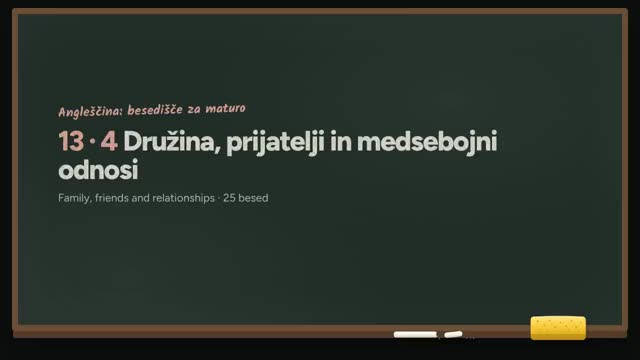 Angleščina: besedišče za maturo
13 · 4 Družina, prijatelji in medsebojni
odnosi
Family, friends and relationships · 25 besed